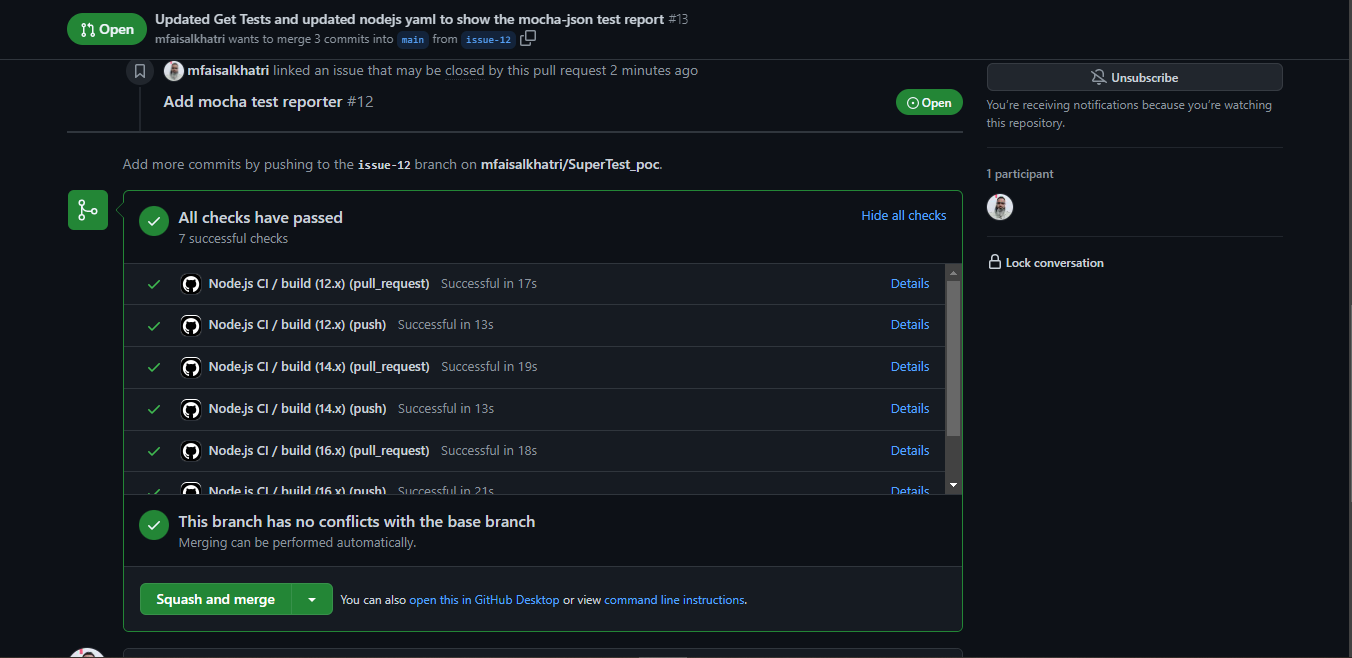 Open
Updated Get Tests and updated nodejs yaml to show the mocha-json test report #13
mfaisalkhatri wants to merge 3 commits into main from issue-12
mfaisalkhatri linked an issue that may be closed by this pull request 2 minutes ago
Add mocha test reporter #12
Open
Add more commits by pushing to the issue-12 branch on mfaisalkhatri/SuperTest_poc.
All checks have passed
7 successful checks
Hide all checks
Node.js CI / build (12.x) (pull_request) Successful in 17s Details
Node.js CI / build (12.x) (push) Successful in 13s Details
Node.js CI / build (14.x) (pull_request) Successful in 19s Details
Node.js CI / build (14.x) (push) Successful in 13s Details
Node.js CI / build (16.x) (pull_request) Successful in 18s Details
Node.js CI / build (16.x) (push) Successful in 21s Details
This branch has no conflicts with the base branch
Merging can be performed automatically.
Squash and merge
You can also open this in GitHub Desktop or view command line instructions.
Unsubscribe
You're receiving notifications because you're watching
this repository.
1 participant
Lock conversation